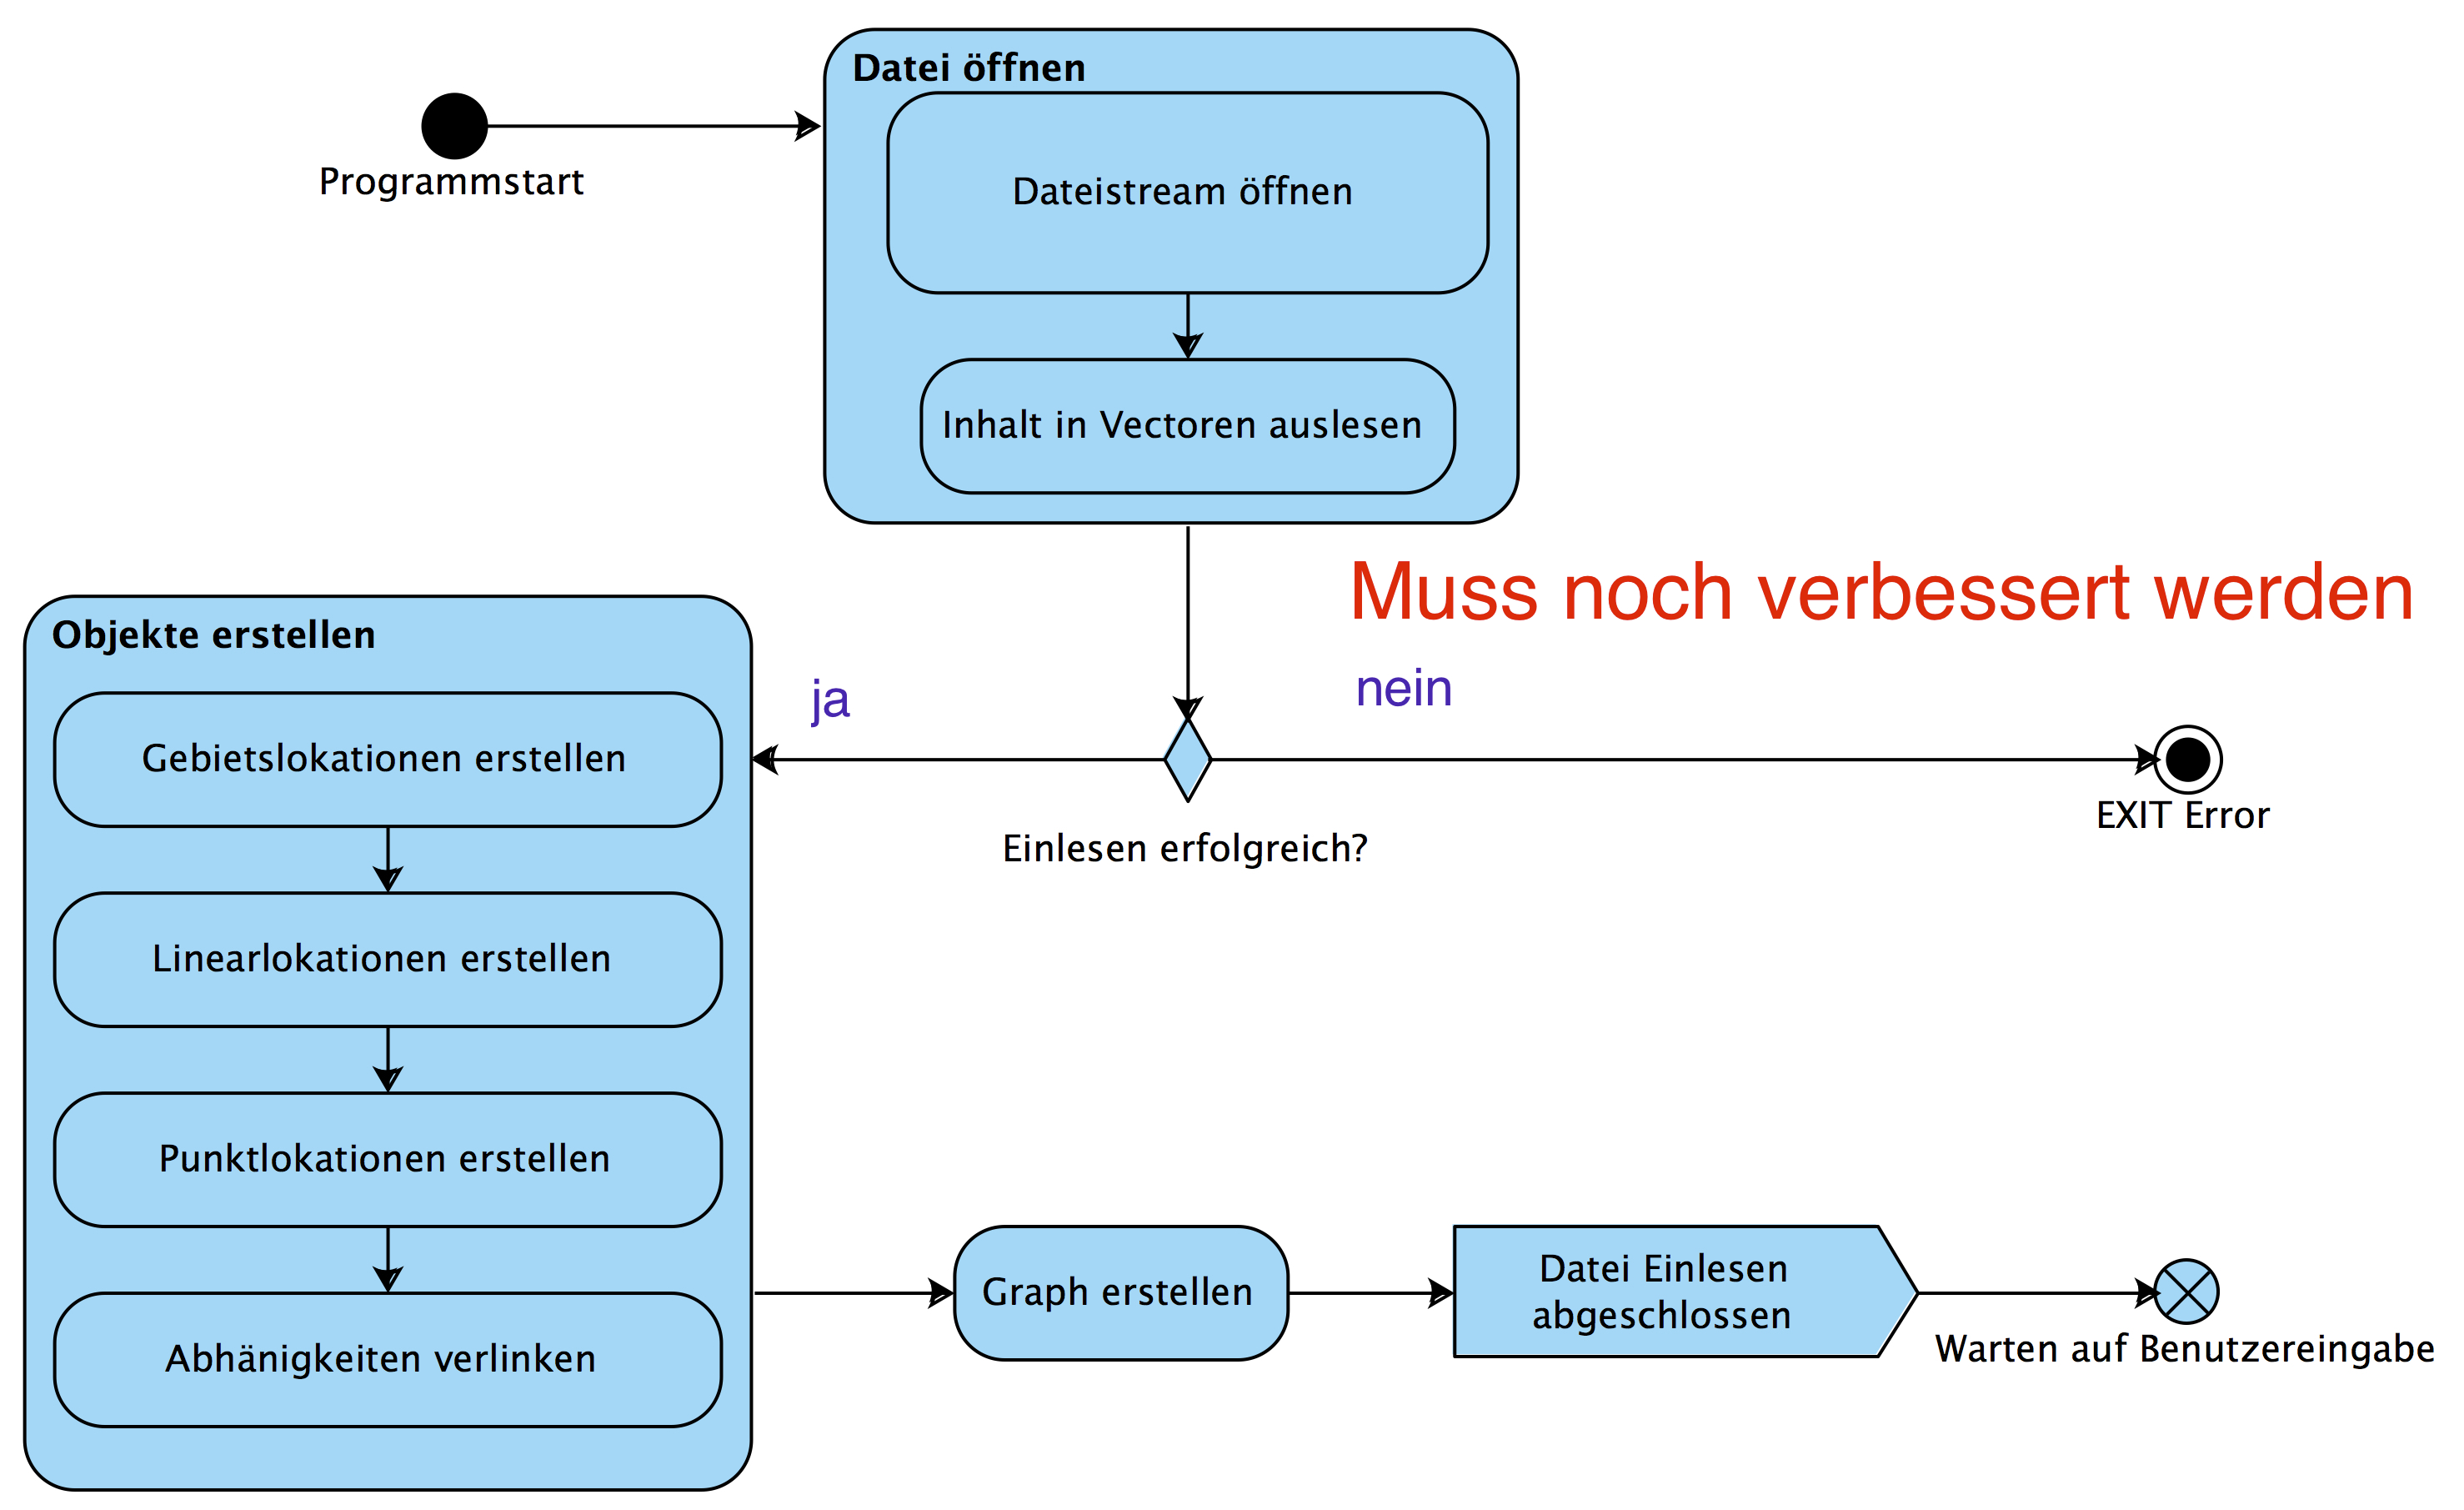 Datei öffnen
Programmstart
Dateistream öffnen
Inhalt in Vectoren auslesen
Muss noch verbessert werden
ja
nein
Einlesen erfolgreich?
EXIT Error
Objekte erstellen
Gebietslokationen erstellen
Linearlokationen erstellen
Punktlokationen erstellen
Abhänigkeiten verlinken
Graph erstellen
Datei Einlesen
abgeschlossen
Warten auf Benutzereingabe